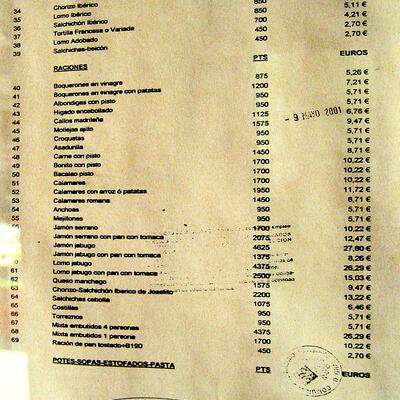 34 Chorizo Ibérico 850
35 Lomo Ibérico 850 5,11 €
36 Salchichón Ibérico 700 4,21 €
37 Tortilla Francesa o Variada 450 2,70 €
38 Lomo Adobado 450 2,70 €
39 Salchichas-beicón
RACIONES PTS EUROS
40 Boquerones en vinagre 875 5,26 €
41 Boquerones en vinagre con patatas 1200 7,21 €
42 Albondigas con pisto 950 5,71 €
43 Higado encebollado 950 5,71 €
44 Callos madrileña 1125 6,76 €
- 9 MAYO 2001
45 Mollejas ajilo 1575 9,47 €
46 Croquetas 950 5,71 €
47 Asadurilla 950 5,71 €
48 Carne con pisto 1450 8,71 €
49 Bonito con pisto 1700 10,22 €
50 Bacalao pisto 1700 10,22 €
51 Calamares 1700 10,22 €
52 Calamares con arroz ó patatas 1950 11,72 €
53 Calamares romana 1450 8,71 €
54 Anchoas 950 5,71 €
55 Mejillones 950 5,71 €
56 Jamón serrano 1700 10,22 €
57 Jamón serrano con pan con tomaca 2075 12,47 €
58 Jamón jabugo 4625 27,80 €
59 Jamón jabugo con pan con tomaca 1375 8,26 €
60 Lomo jabugo 4375 26,29 €
61 Lomo jabugo con pan con tomaca 2500 15,03 €
62 Queso manchego 1575 9,47 €
63 Chorizo-Salchichón Iberico de Joselito 2200 13,22 €
64 Salchichas cebolla 1075 6,46 €
65 Costillas 950 5,71 €
66 Torreznos 950 5,71 €
67 Mixta embutidos 4 personas 4375 26,29 €
68 Mixta embutidos 1 persona 1700 10,22 €
69 Ración de pan tostado+B190 450 2,70 €
POTES-SOPAS-ESTOFADOS-PASTA PTS EUROS